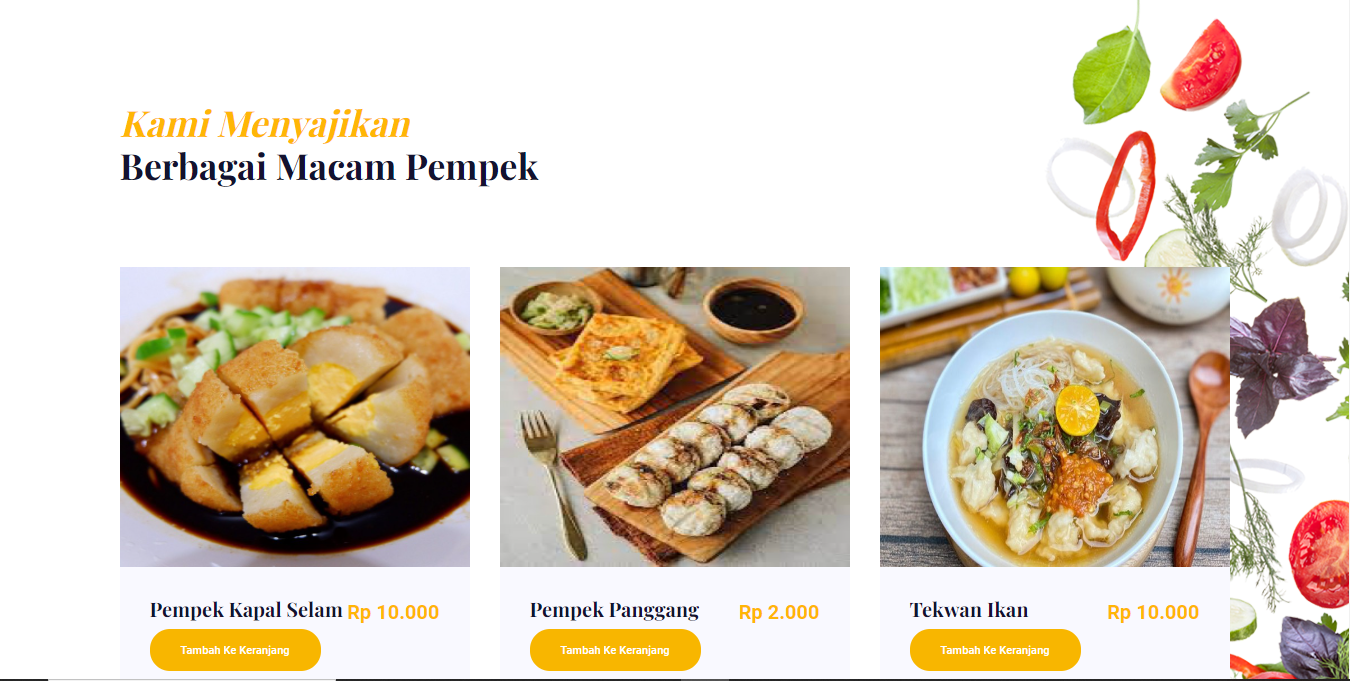 Kami Menyajikan
Berbagai Macam Pempek
Pempek Kapal Selam Rp 10.000
Tambah Ke Keranjang
Pempek Panggang Rp 2.000
Tambah Ke Keranjang
Tekwan Ikan Rp 10.000
Tambah Ke Keranjang